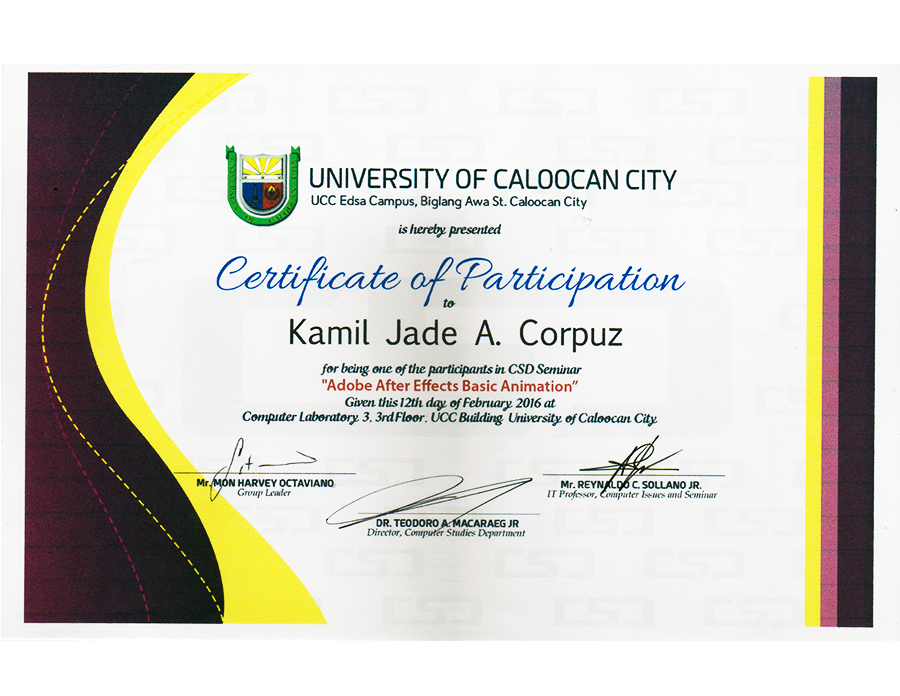 UNIVERSITY OF CALOOCAN CITY
UCC Edsa Campus, Biglang Awa St. Caloocan City
is hereby presented
Certificate of Participation
to
Kamil Jade A. Corpuz
for being one of the participants in CSD Seminar
"Adobe After Effects Basic Animation"
Given this 12th day of February 2016 at
Computer Laboratory 3, 3rd Floor, UCC Building University of Caloocan City
Mr. MON HARVEY OCTAVIANO
Group Leader
Mr. REYNALDO C. SOLLANO JR.
IT Professor, Computer Issues and Seminar
DR. TEODORO A. MACARAEG JR
Director, Computer Studies Department